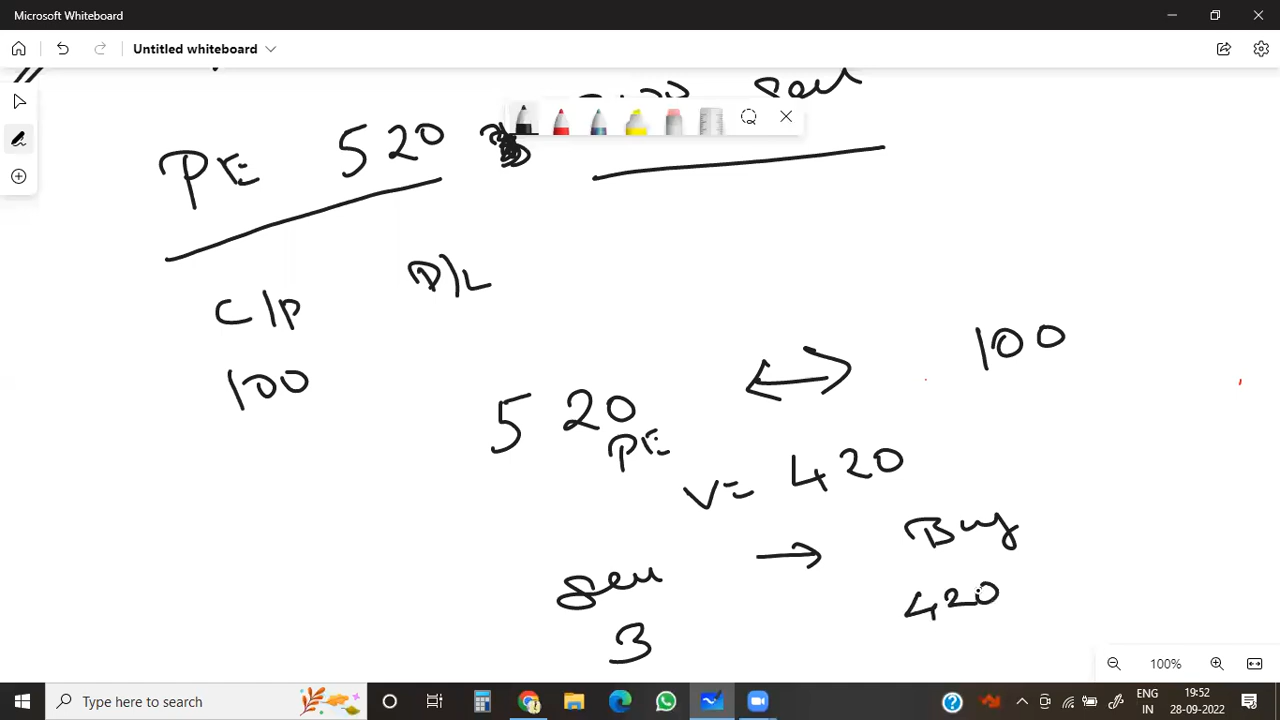 Microsoft Whiteboard
Untitled whiteboard
Sell
PE 520
C/P P/L
100
520 PE
100
V= 420
Sell → Buy
3 420
100%
Type here to search
ENG
IN
19:52
28-09-2022